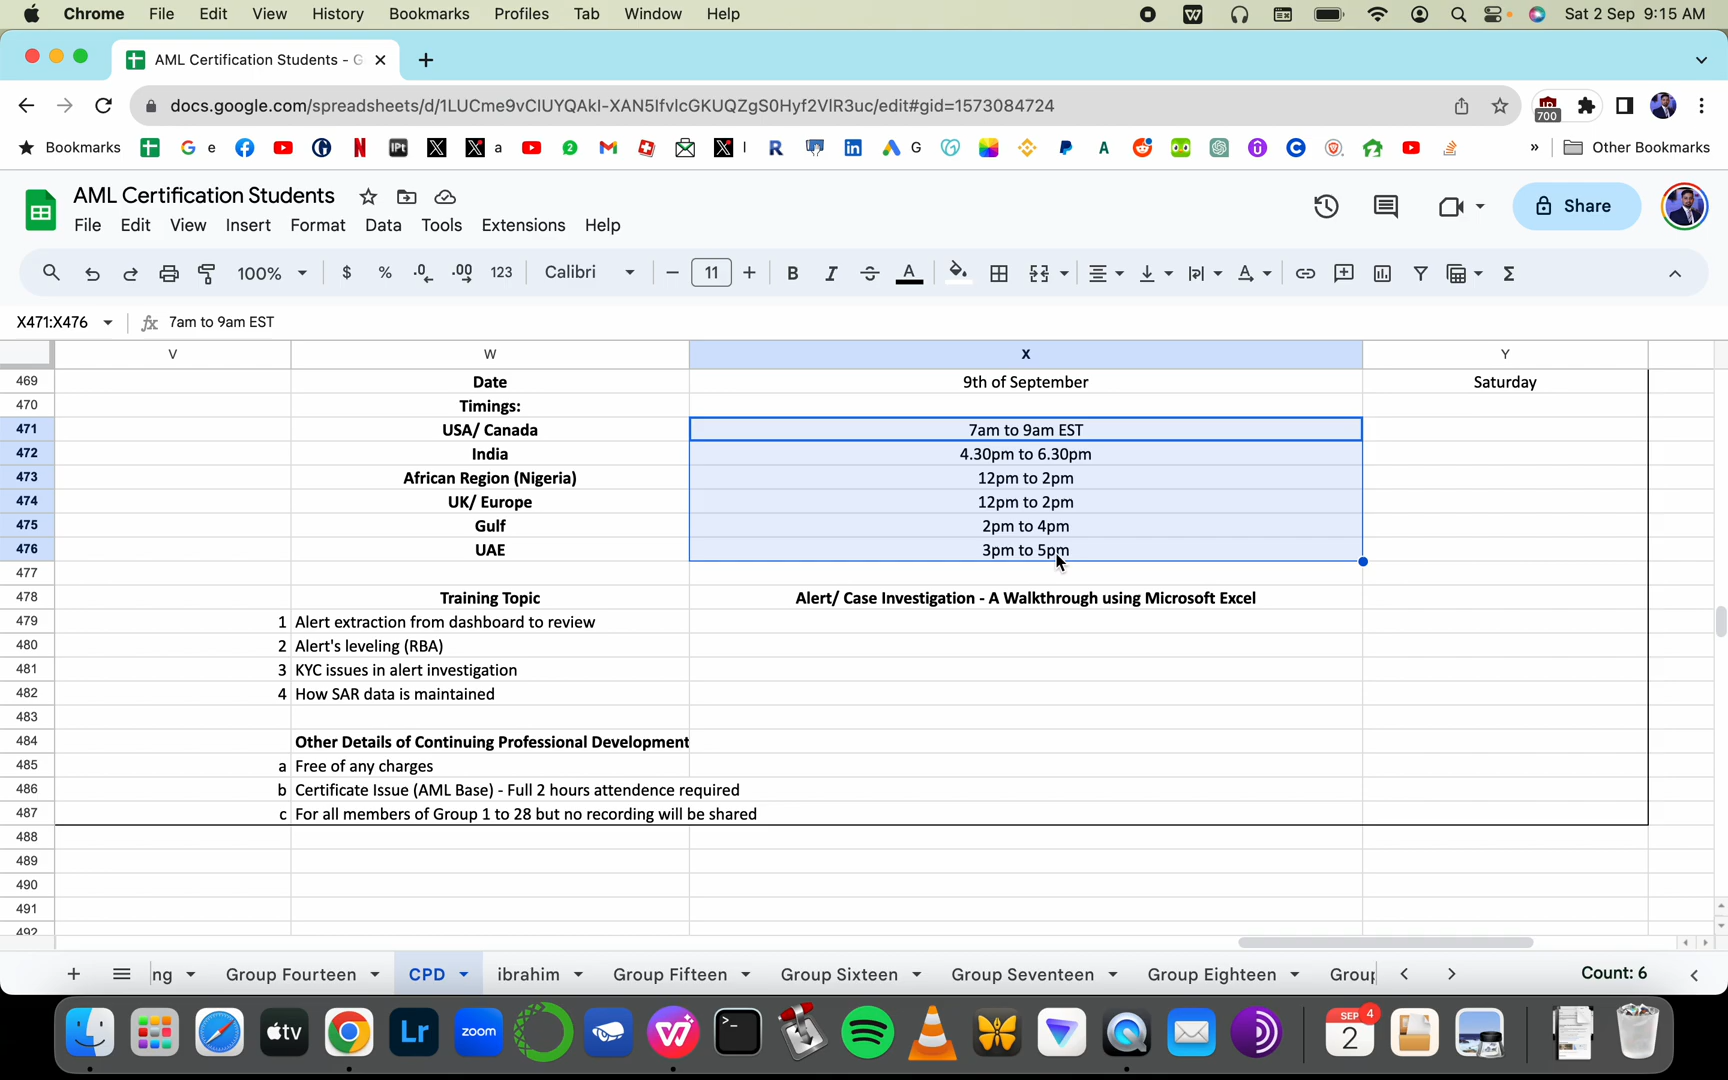 Chrome File Edit View History Bookmarks Profiles Tab Window Help Sat 2 Sep 9:15 AM
AML Certification Students - G
docs.google.com/spreadsheets/d/1LUCme9vCIUYQAkI-XAN5IfvIcGKUQZgS0Hyf2VIR3uc/edit#gid=1573084724 700
Bookmarks e a I G Other Bookmarks
AML Certification Students
File Edit View Insert Format Data Tools Extensions Help
Share
100% $ % .0 .00 123 Calibri 11 B I A
X471:X476 fx 7am to 9am EST
V W X Y
469 Date 9th of September Saturday
470 Timings:
471 USA/ Canada 7am to 9am EST
472 India 4.30pm to 6.30pm
473 African Region (Nigeria) 12pm to 2pm
474 UK/ Europe 12pm to 2pm
475 Gulf 2pm to 4pm
476 UAE 3pm to 5pm
477
478 Training Topic Alert/ Case Investigation - A Walkthrough using Microsoft Excel
479 1 Alert extraction from dashboard to review
480 2 Alert's leveling (RBA)
481 3 KYC issues in alert investigation
482 4 How SAR data is maintained
483
484 Other Details of Continuing Professional Development
485 a Free of any charges
486 b Certificate Issue (AML Base) - Full 2 hours attendence required
487 c For all members of Group 1 to 28 but no recording will be shared
488
489
490
491
492
ng Group Fourteen CPD ibrahim Group Fifteen Group Sixteen Group Seventeen Group Eighteen Group Count: 6
tv Lr zoom SEP 4 2